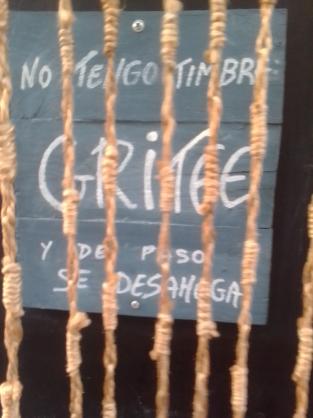 NO TENGO TIMBRE
GRITEE
Y DE PASO
SE DESAHOGA